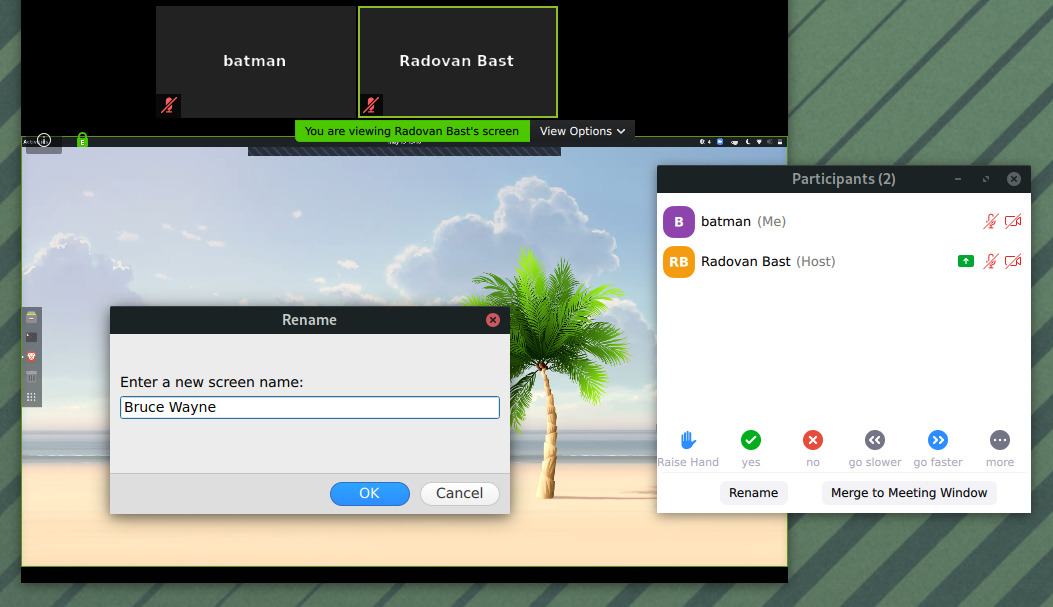 batman
Radovan Bast
You are viewing Radovan Bast's screen
View Options
Participants (2)
B
batman (Me)
RB
Radovan Bast (Host)
Rename
Enter a new screen name:
Bruce Wayne
OK
Cancel
Raise Hand
yes
no
go slower
go faster
more
Rename
Merge to Meeting Window